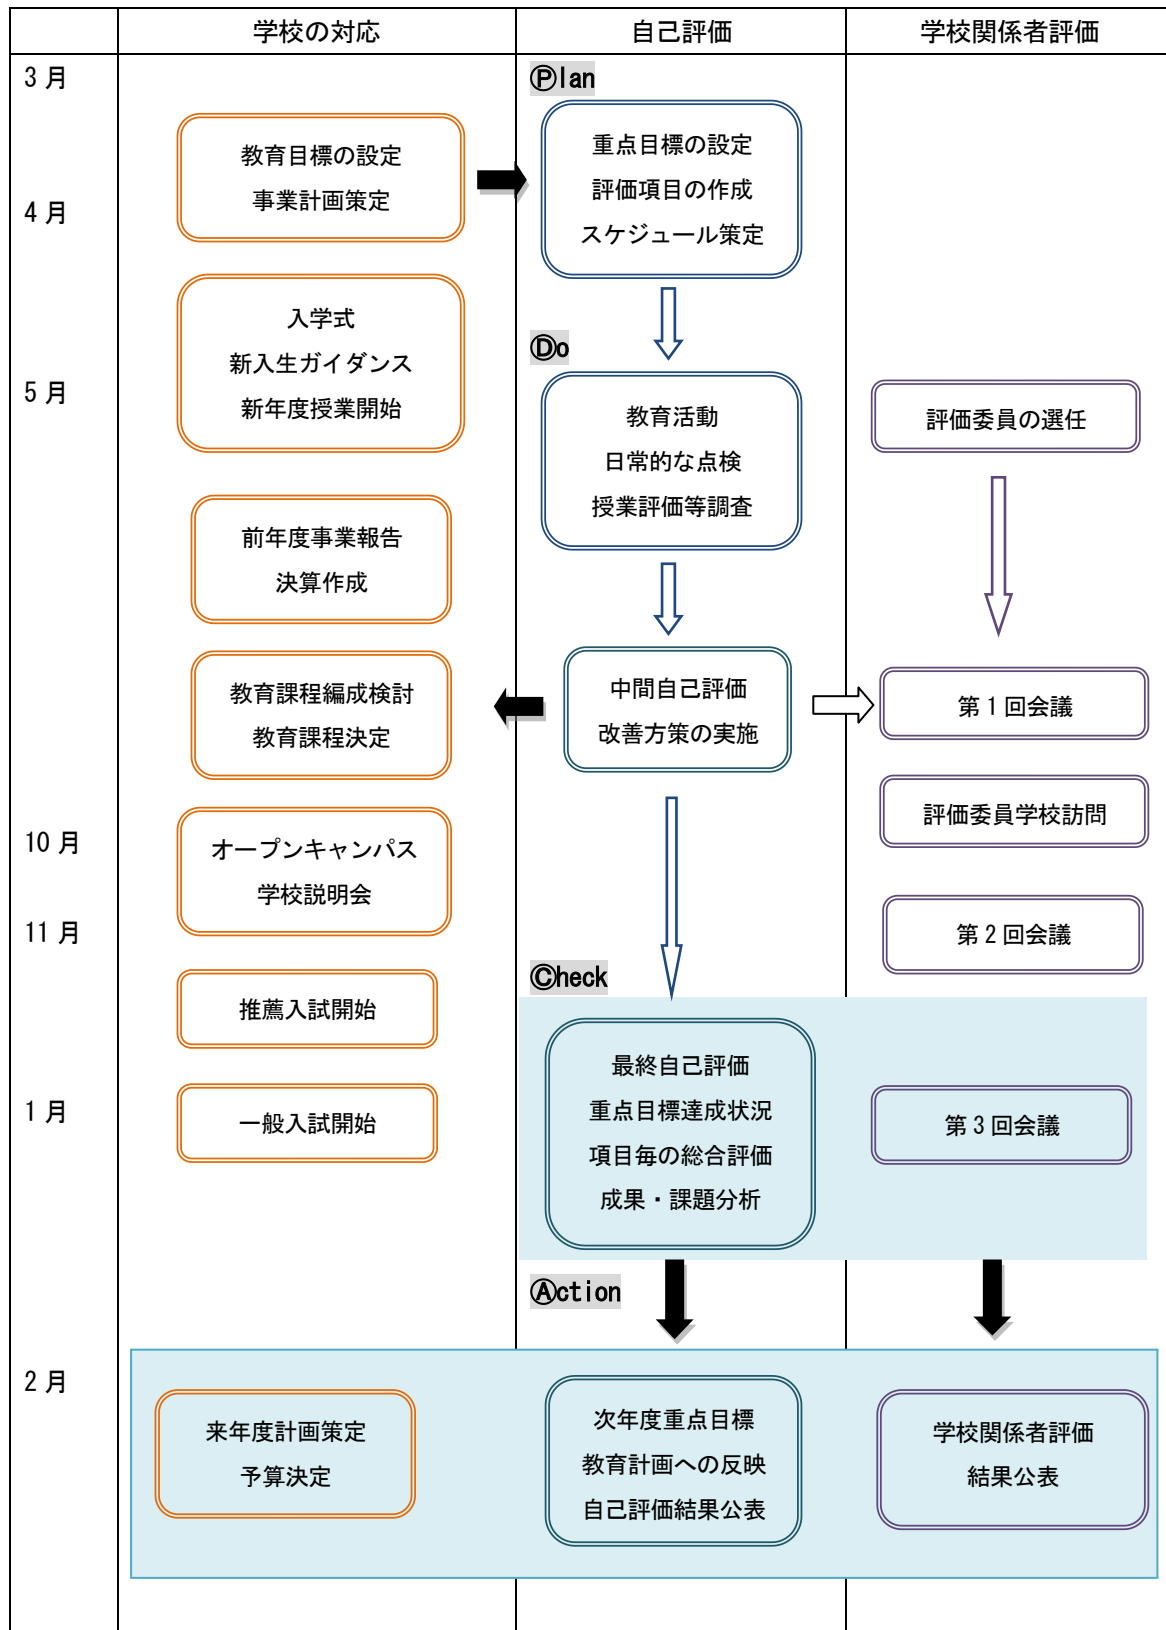 学校の対応
自己評価
学校関係者評価
3月
Ⓟlan
教育目標の設定
事業計画策定
重点目標の設定
評価項目の作成
スケジュール策定
4月
入学式
新入生ガイダンス
新年度授業開始
Ⓓo
5月
教育活動
日常的な点検
授業評価等調査
評価委員の選任
前年度事業報告
決算作成
教育課程編成検討
教育課程決定
中間自己評価
改善方策の実施
第1回会議
評価委員学校訪問
10月
オープンキャンパス
学校説明会
11月
第2回会議
Ⓒheck
推薦入試開始
最終自己評価
重点目標達成状況
項目毎の総合評価
成果・課題分析
1月
一般入試開始
第3回会議
Ⓐction
2月
来年度計画策定
予算決定
次年度重点目標
教育計画への反映
自己評価結果公表
学校関係者評価
結果公表